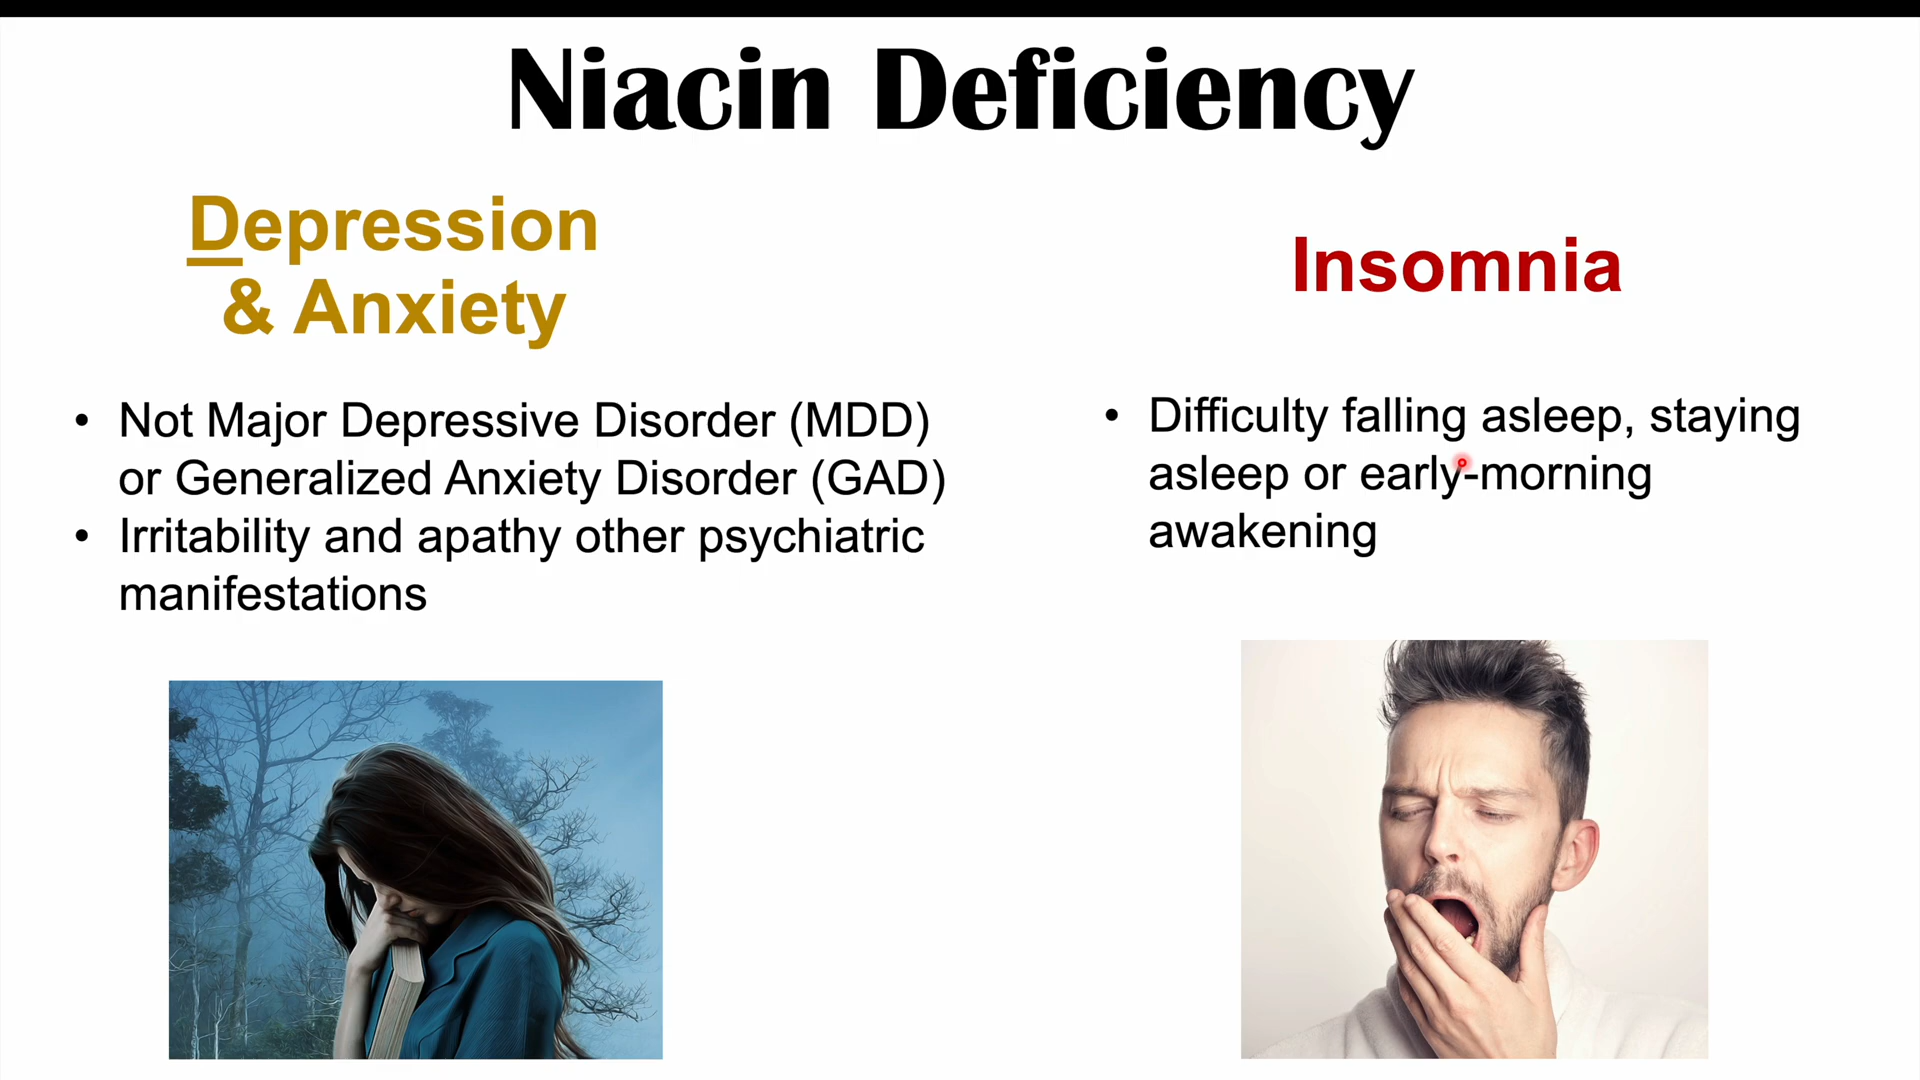 Niacin Deficiency
Depression
& Anxiety
• Not Major Depressive Disorder (MDD)
or Generalized Anxiety Disorder (GAD)
• Irritability and apathy other psychiatric
manifestations
Insomnia
• Difficulty falling asleep, staying
asleep or early-morning
awakening